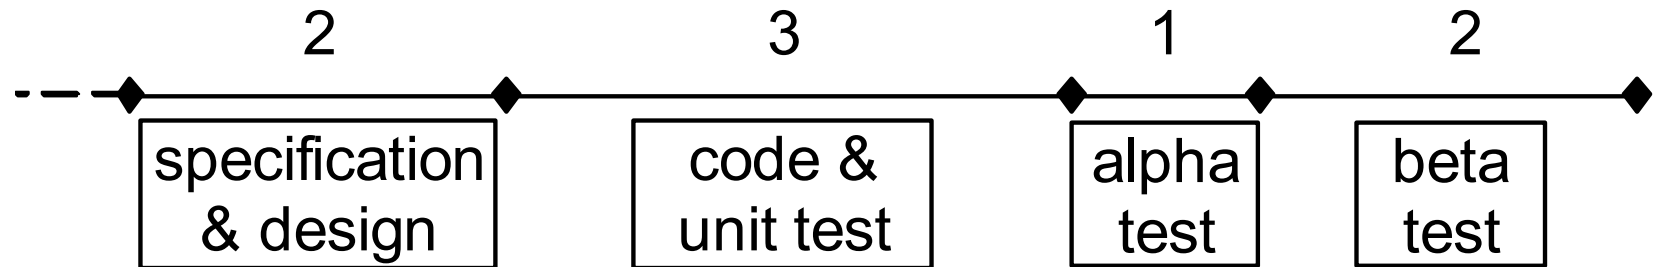 2 3 1 2
specification
& design
code &
unit test
alpha
test
beta
test